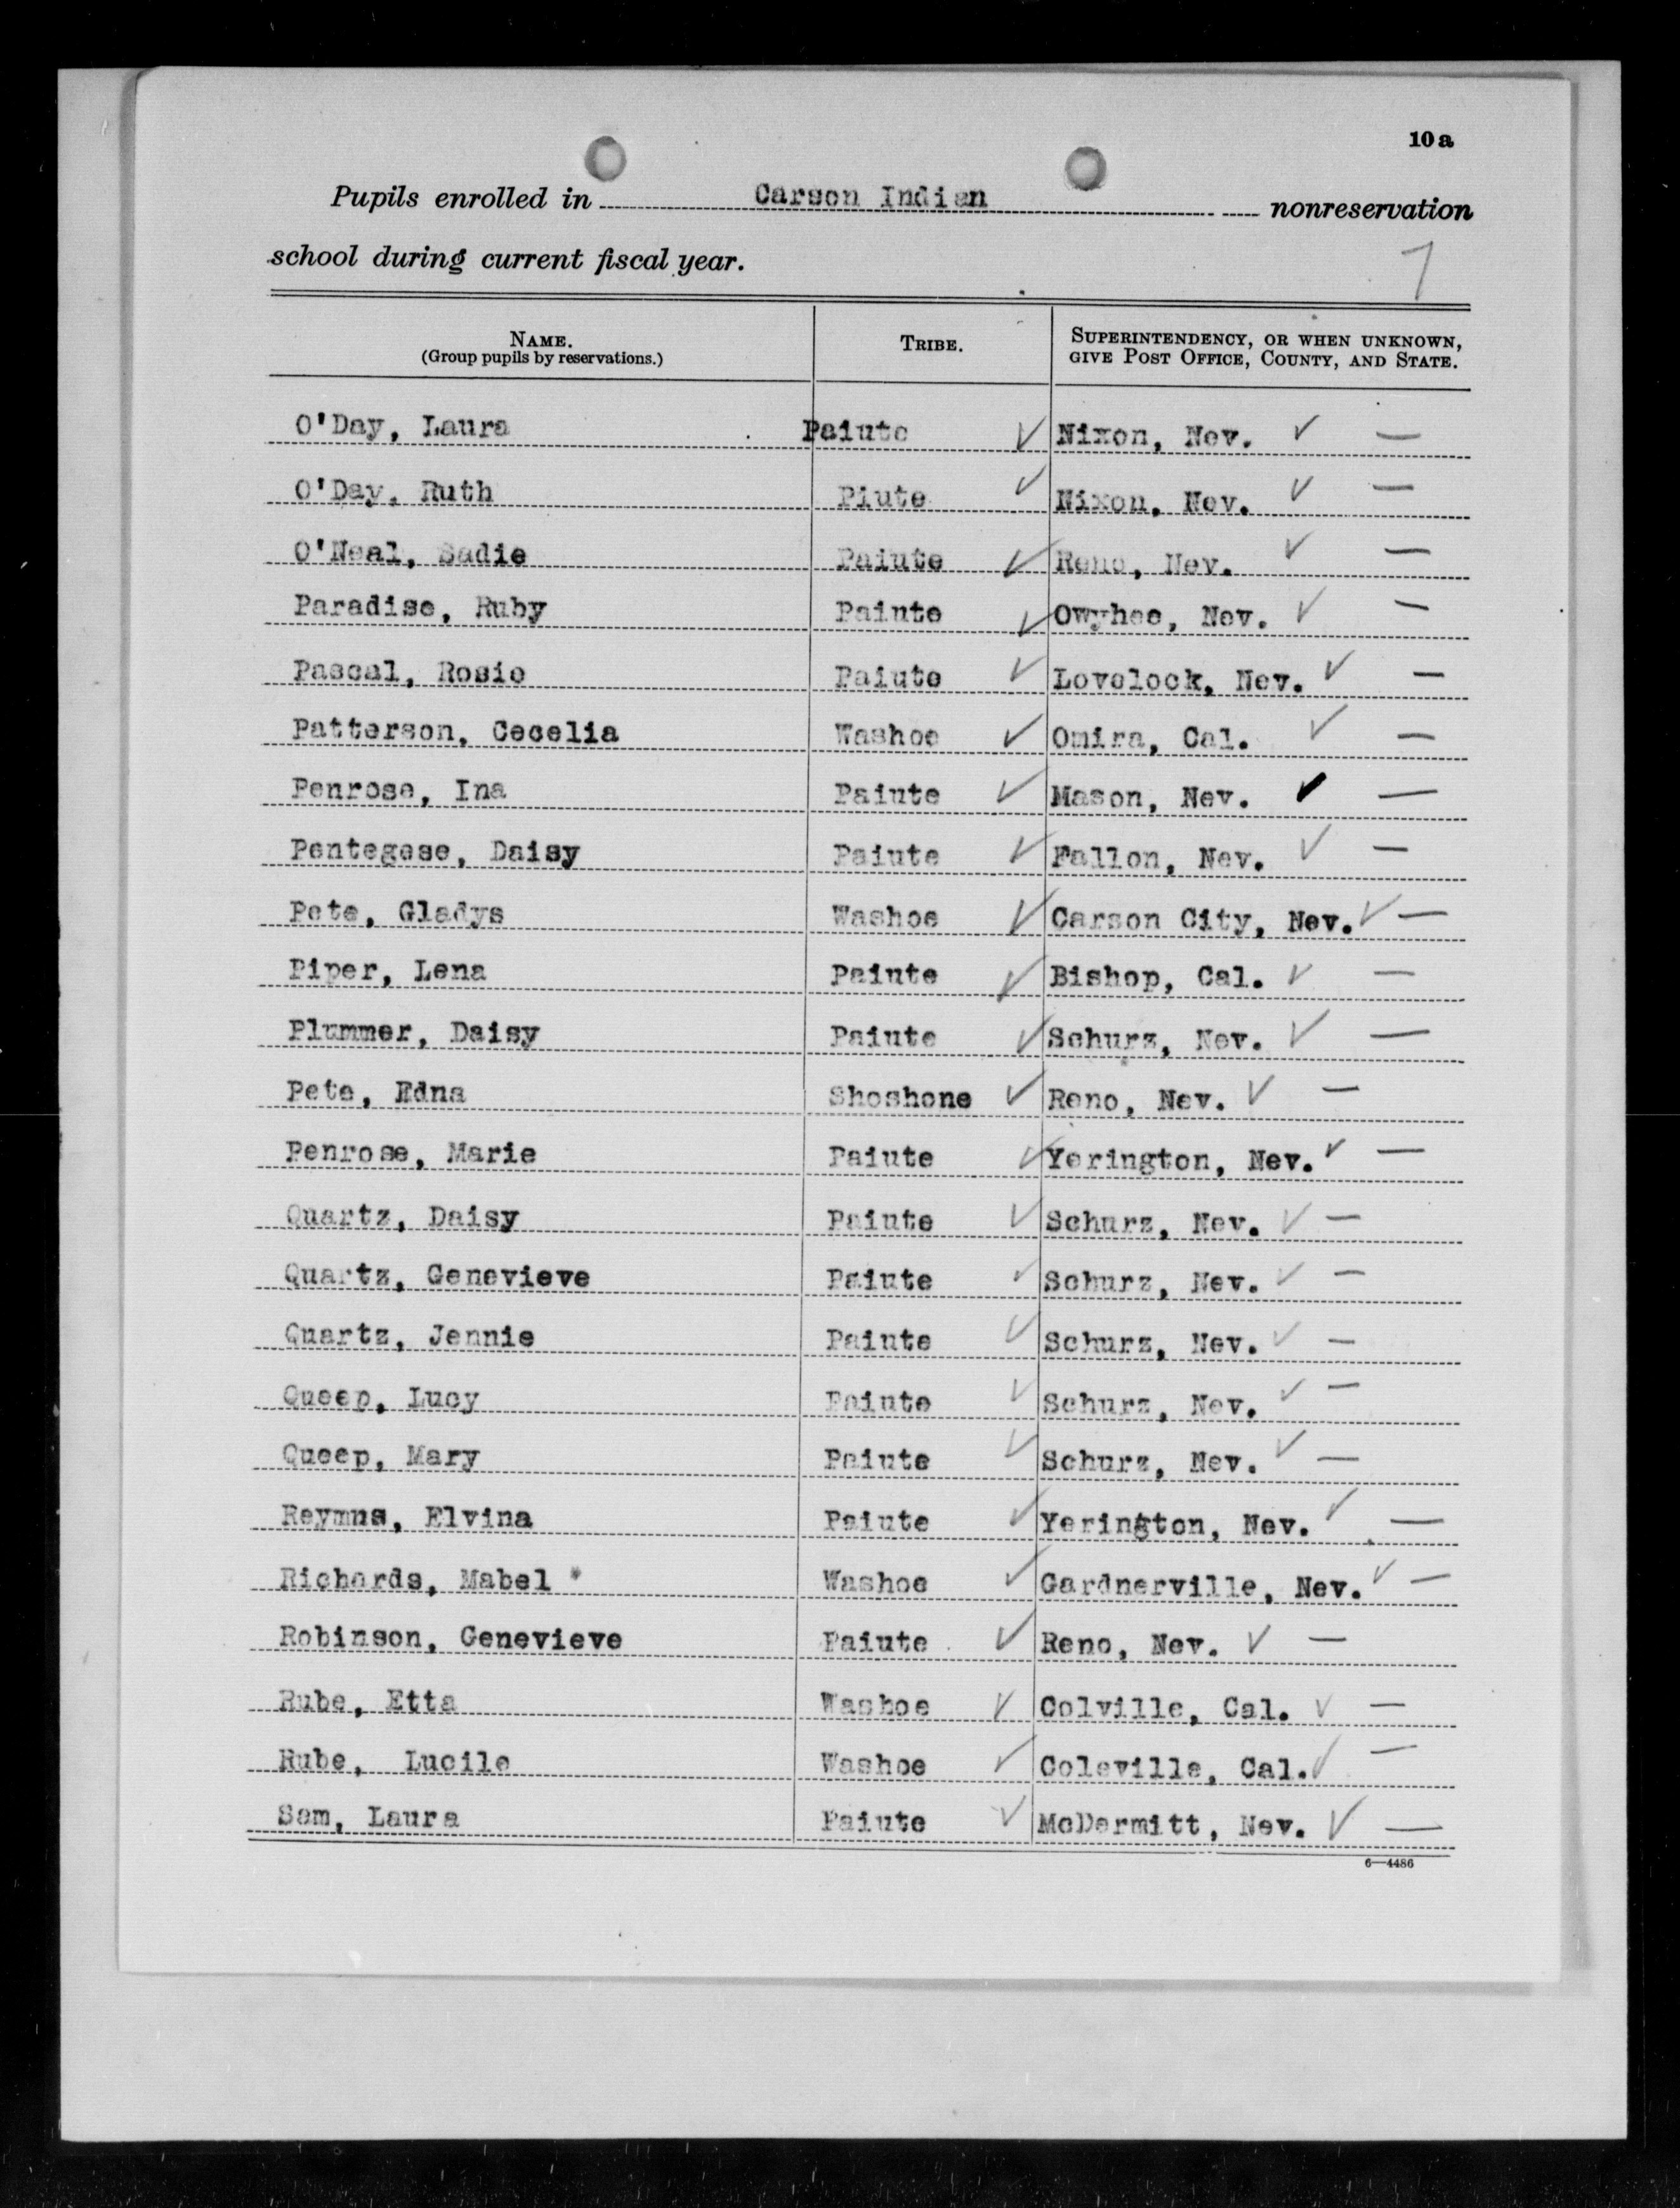 10 a
Pupils enrolled in Carson Indian nonreservation
school during current fiscal year.
7
NAME. TRIBE. SUPERINTENDENCY, OR WHEN UNKNOWN,
(Group pupils by reservations.) GIVE POST OFFICE, COUNTY, AND STATE.
O'Day, Laura Paiute ✓ Nixon, Nev. ✓ —
O'Day, Ruth Piute ✓ Nixon, Nev. ✓ —
O'Neal, Sadie Paiute ✓ Reno, Nev. ✓ —
Paradise, Ruby Paiute ✓ Owyhee, Nev. ✓ —
Pascal, Rosie Paiute ✓ Lovelock, Nev. ✓ —
Patterson, Cecelia Washoe ✓ Omira, Cal. ✓ —
Penrose, Ina Paiute ✓ Mason, Nev. ✓ —
Pentegese, Daisy Paiute ✓ Fallon, Nev. ✓ —
Pete, Gladys Washoe ✓ Carson City, Nev. ✓ —
Piper, Lena Paiute ✓ Bishop, Cal. ✓ —
Plummer, Daisy Paiute ✓ Schurz, Nev. ✓ —
Pete, Edna Shoshone ✓ Reno, Nev. ✓ —
Penrose, Marie Paiute ✓ Yerington, Nev. ✓ —
Quartz, Daisy Paiute ✓ Schurz, Nev. ✓ —
Quartz, Genevieve Paiute ✓ Schurz, Nev. ✓ —
Quartz, Jennie Paiute ✓ Schurz, Nev. ✓ —
Queep, Lucy Paiute ✓ Schurz, Nev. ✓ —
Queep, Mary Paiute ✓ Schurz, Nev. ✓ —
Reymus, Elvina Paiute ✓ Yerington, Nev. ✓ —
Richards, Mabel * Washoe ✓ Gardnerville, Nev. ✓ —
Robinson, Genevieve Paiute ✓ Reno, Nev. ✓ —
Rube, Etta Washoe ✓ Colville, Cal. ✓ —
Rube, Lucile Washoe ✓ Coleville, Cal. ✓ —
Sam, Laura Paiute ✓ McDermitt, Nev. ✓ —
6—4486